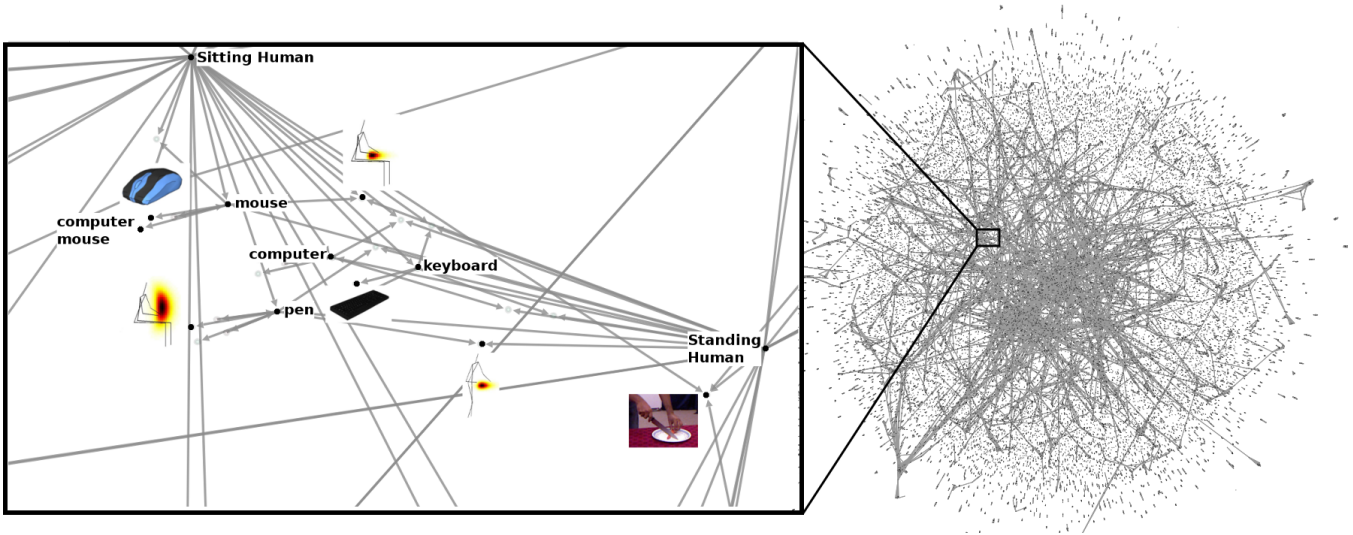 Sitting Human
mouse
computer
mouse
computer
keyboard
pen
Standing
Human